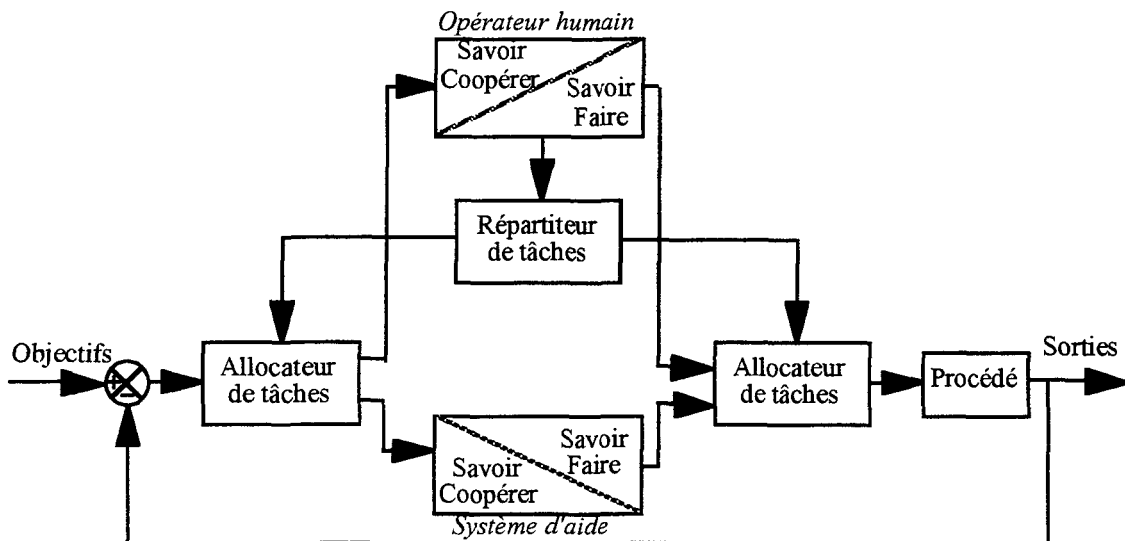 Opérateur humain
Savoir
Coopérer
Savoir
Faire
Répartiteur
de tâches
Objectifs
+
-
Allocateur
de tâches
Allocateur
de tâches
Procédé
Sorties
Savoir
Faire
Savoir
Coopérer
Système d'aide